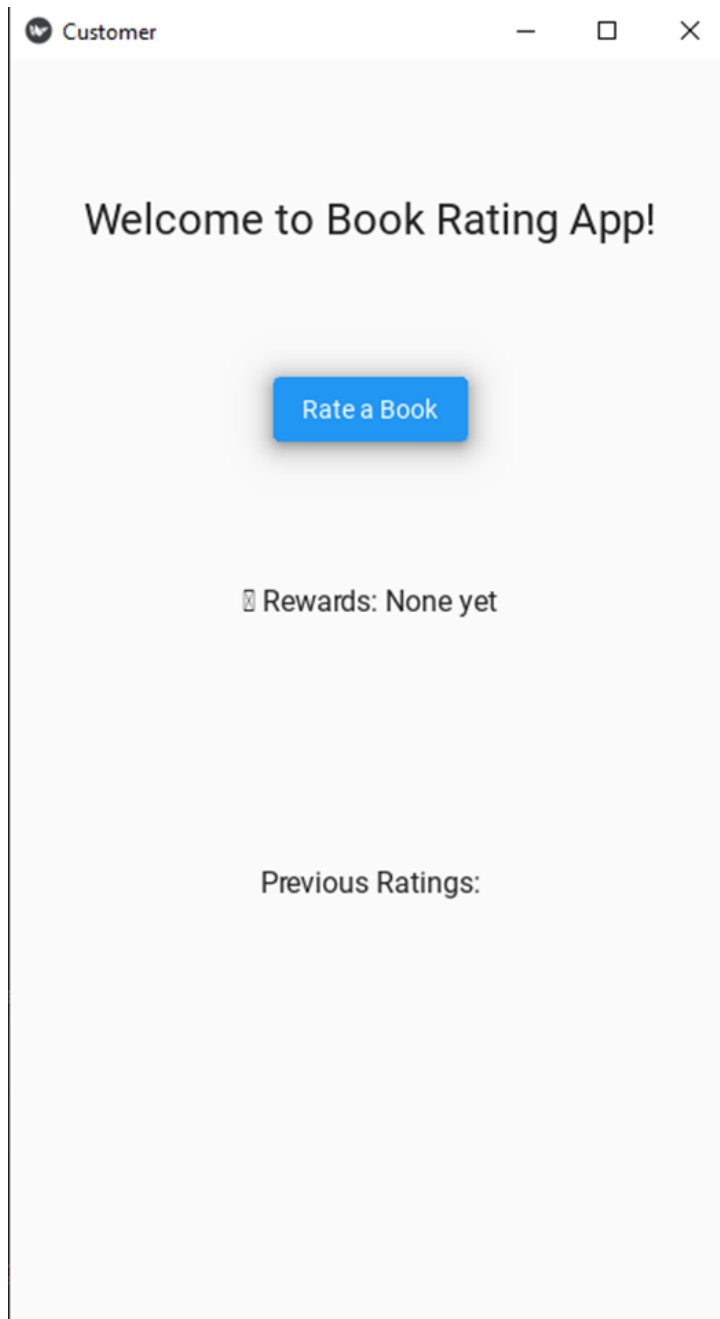 Customer
Welcome to Book Rating App!
Rate a Book
Rewards: None yet
Previous Ratings: